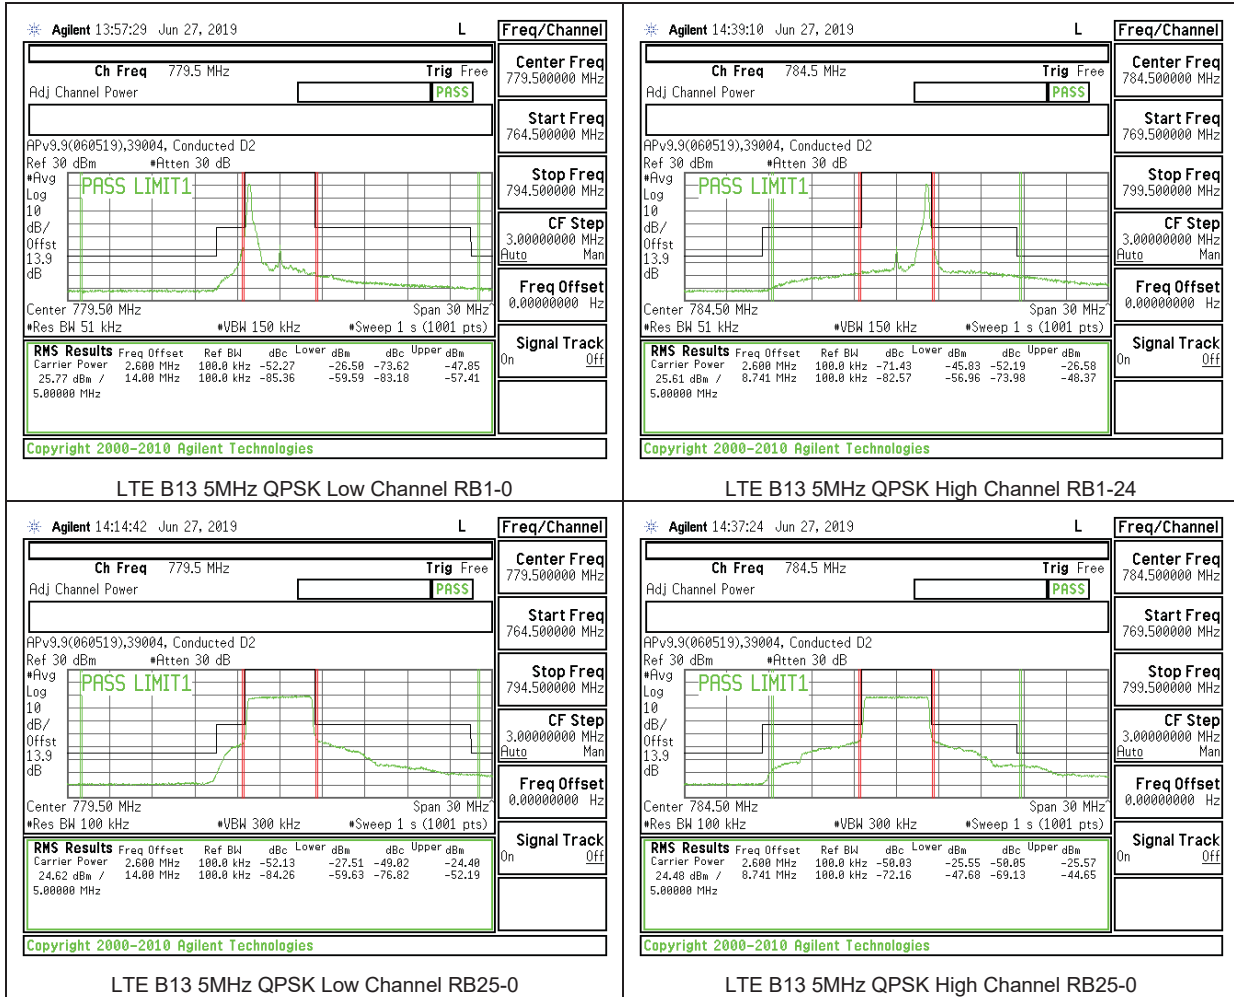 Agilent 13:57:29 Jun 27, 2019 L Freq/Channel
Ch Freq 779.5 MHz Trig Free
Adj Channel Power PASS
Center Freq
779.500000 MHz
Start Freq
764.500000 MHz
APv9.9(060519),39004, Conducted D2
Ref 30 dBm #Atten 30 dB
#Avg
Log
10
dB/
Offst
13.9
dB
PASS LIMIT1
Stop Freq
794.500000 MHz
CF Step
3.00000000 MHz
Auto Man
Freq Offset
0.00000000 Hz
Center 779.50 MHz Span 30 MHz^
#Res BW 51 kHz #VBW 150 kHz #Sweep 1 s (1001 pts)
Signal Track
On Off
RMS Results Freq Offset Ref BW dBc Lower dBm dBc Upper dBm
Carrier Power 2.600 MHz 100.0 kHz -52.27 -26.50 -73.62 -47.85
25.77 dBm / 14.00 MHz 100.0 kHz -85.36 -59.59 -83.18 -57.41
5.00000 MHz
Copyright 2000-2010 Agilent Technologies
LTE B13 5MHz QPSK Low Channel RB1-0
Agilent 14:39:10 Jun 27, 2019 L Freq/Channel
Ch Freq 784.5 MHz Trig Free
Adj Channel Power PASS
Center Freq
784.500000 MHz
Start Freq
769.500000 MHz
APv9.9(060519),39004, Conducted D2
Ref 30 dBm #Atten 30 dB
#Avg
Log
10
dB/
Offst
13.9
dB
PASS LIMIT1
Stop Freq
799.500000 MHz
CF Step
3.00000000 MHz
Auto Man
Freq Offset
0.00000000 Hz
Center 784.50 MHz Span 30 MHz^
#Res BW 51 kHz #VBW 150 kHz #Sweep 1 s (1001 pts)
Signal Track
On Off
RMS Results Freq Offset Ref BW dBc Lower dBm dBc Upper dBm
Carrier Power 2.600 MHz 100.0 kHz -71.43 -45.83 -52.19 -26.58
25.61 dBm / 8.741 MHz 100.0 kHz -82.57 -56.96 -73.98 -48.37
5.00000 MHz
Copyright 2000-2010 Agilent Technologies
LTE B13 5MHz QPSK High Channel RB1-24
Agilent 14:14:42 Jun 27, 2019 L Freq/Channel
Ch Freq 779.5 MHz Trig Free
Adj Channel Power PASS
Center Freq
779.500000 MHz
Start Freq
764.500000 MHz
APv9.9(060519),39004, Conducted D2
Ref 30 dBm #Atten 30 dB
#Avg
Log
10
dB/
Offst
13.9
dB
PASS LIMIT1
Stop Freq
794.500000 MHz
CF Step
3.00000000 MHz
Auto Man
Freq Offset
0.00000000 Hz
Center 779.50 MHz Span 30 MHz^
#Res BW 100 kHz #VBW 300 kHz #Sweep 1 s (1001 pts)
Signal Track
On Off
RMS Results Freq Offset Ref BW dBc Lower dBm dBc Upper dBm
Carrier Power 2.600 MHz 100.0 kHz -52.13 -27.51 -49.02 -24.40
24.62 dBm / 14.00 MHz 100.0 kHz -84.26 -59.63 -76.82 -52.19
5.00000 MHz
Copyright 2000-2010 Agilent Technologies
LTE B13 5MHz QPSK Low Channel RB25-0
Agilent 14:37:24 Jun 27, 2019 L Freq/Channel
Ch Freq 784.5 MHz Trig Free
Adj Channel Power PASS
Center Freq
784.500000 MHz
Start Freq
769.500000 MHz
APv9.9(060519),39004, Conducted D2
Ref 30 dBm #Atten 30 dB
#Avg
Log
10
dB/
Offst
13.9
dB
PASS LIMIT1
Stop Freq
799.500000 MHz
CF Step
3.00000000 MHz
Auto Man
Freq Offset
0.00000000 Hz
Center 784.50 MHz Span 30 MHz^
#Res BW 100 kHz #VBW 300 kHz #Sweep 1 s (1001 pts)
Signal Track
On Off
RMS Results Freq Offset Ref BW dBc Lower dBm dBc Upper dBm
Carrier Power 2.600 MHz 100.0 kHz -50.03 -25.55 -50.05 -25.57
24.48 dBm / 8.741 MHz 100.0 kHz -72.16 -47.68 -69.13 -44.65
5.00000 MHz
Copyright 2000-2010 Agilent Technologies
LTE B13 5MHz QPSK High Channel RB25-0